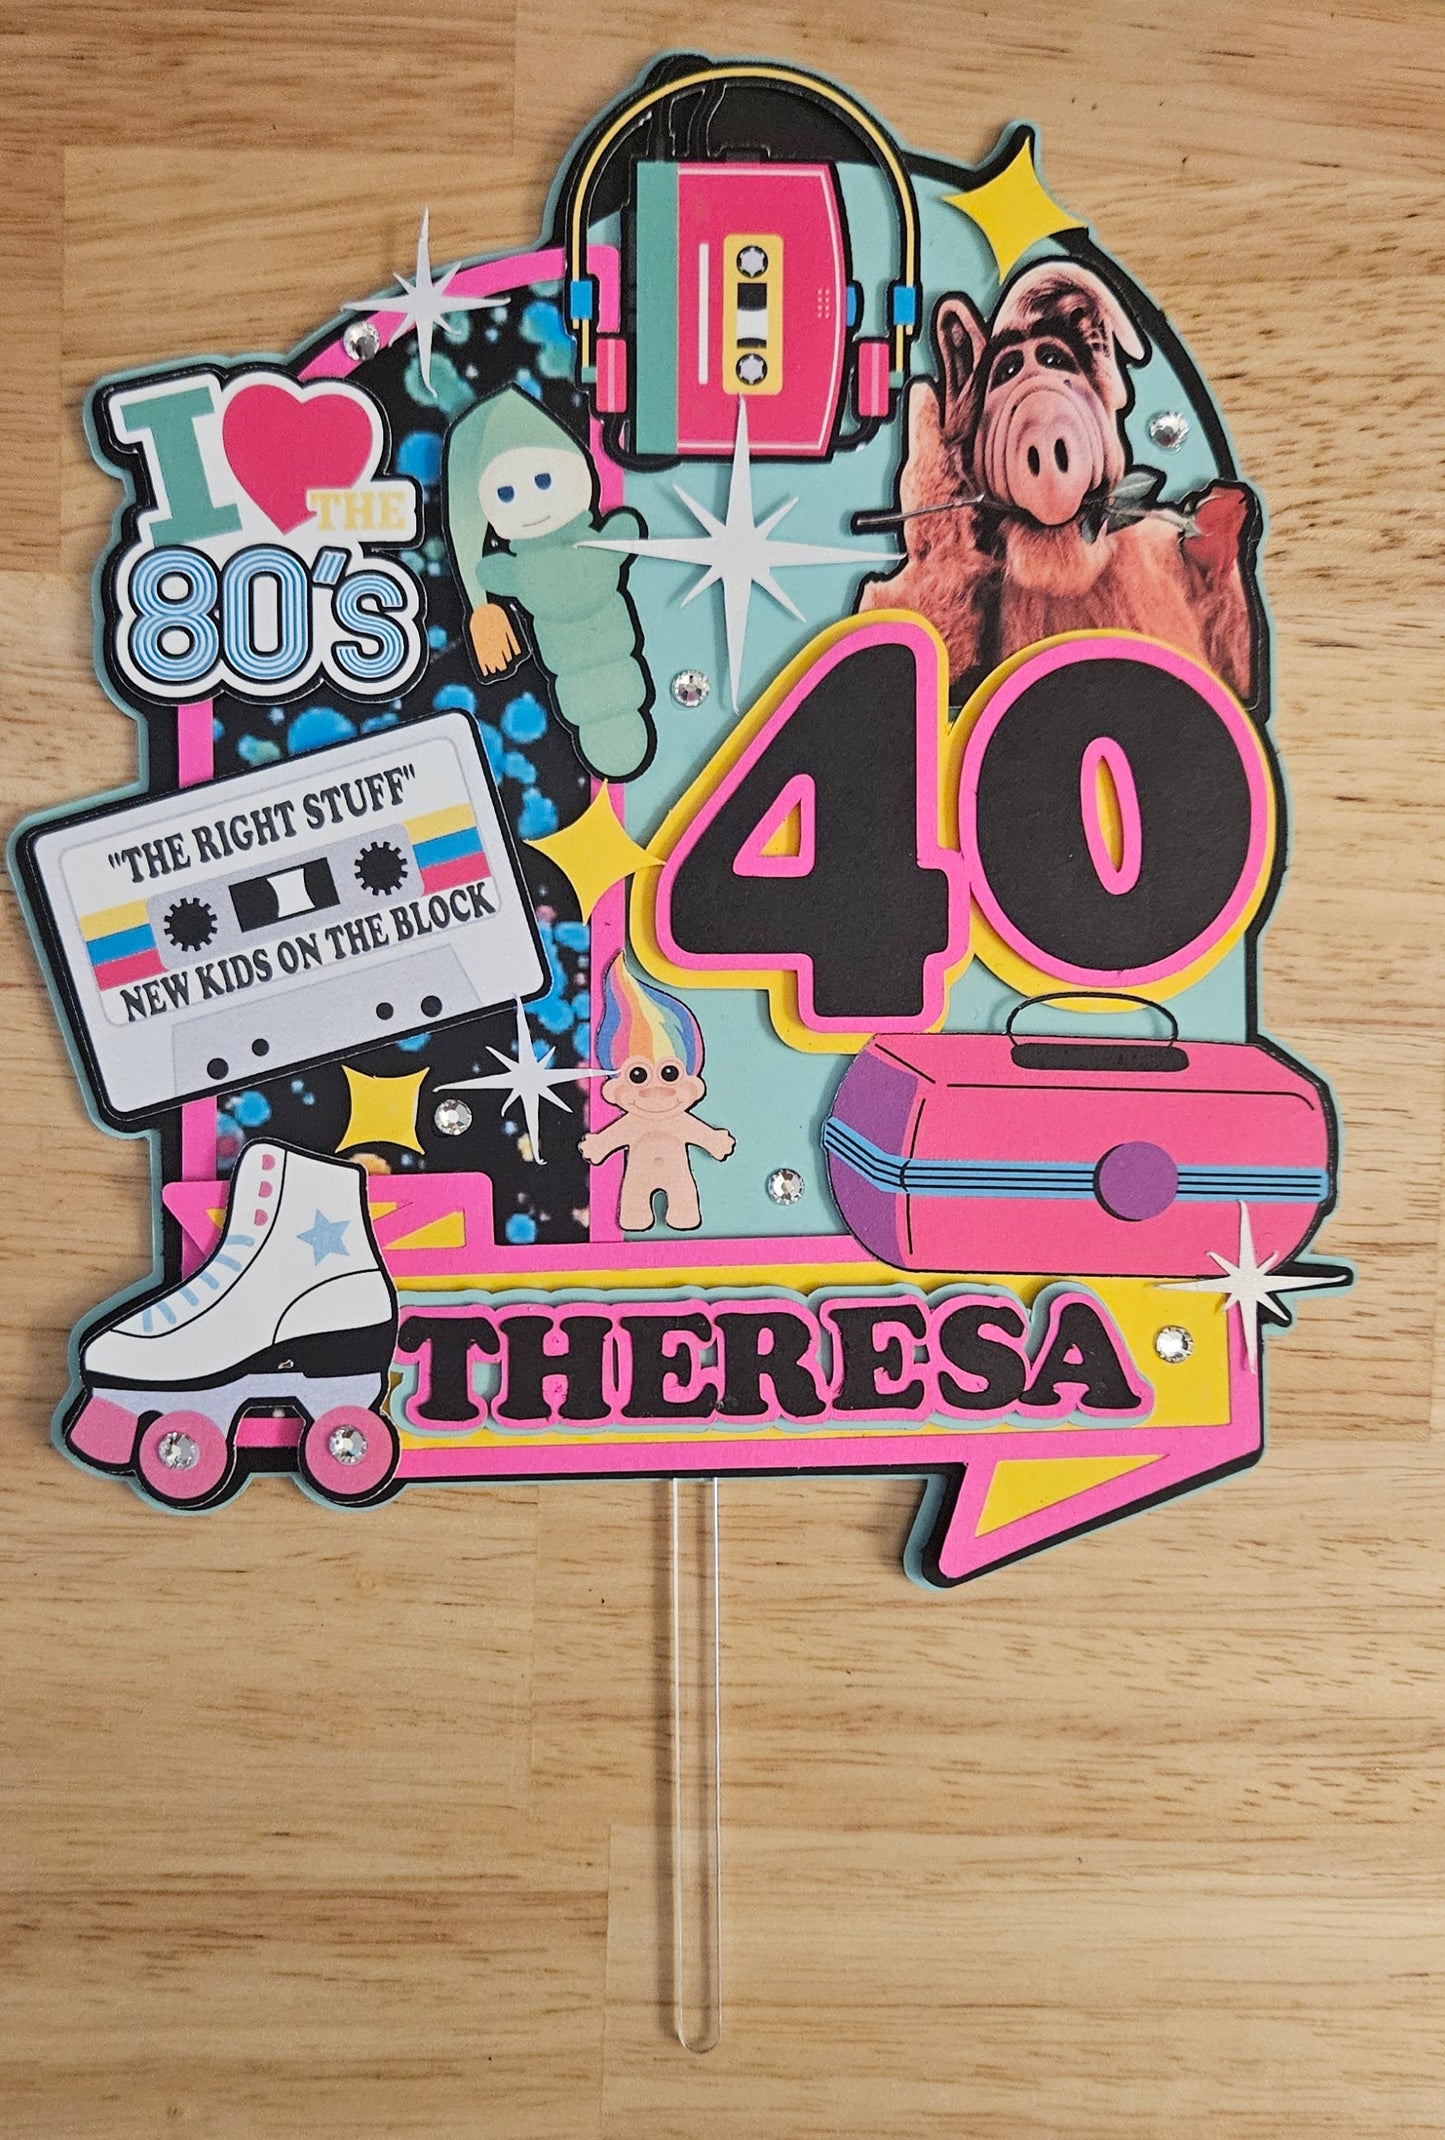 I
THE
80's
"THE RIGHT STUFF"
NEW KIDS ON THE BLOCK
40
THERESA